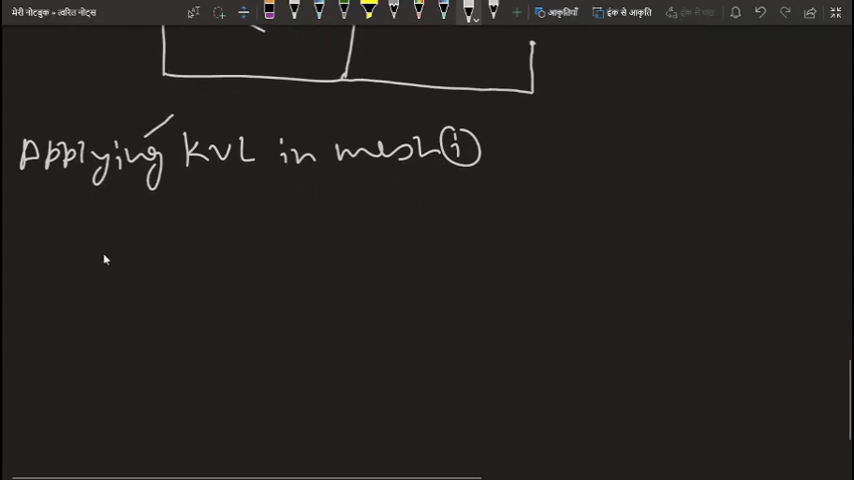 मेरी नोटबुक » त्वरित नोट्स
आकृतियाँ
इंक से आकृति
इंक से पाठ
Applying KVL in mesh i